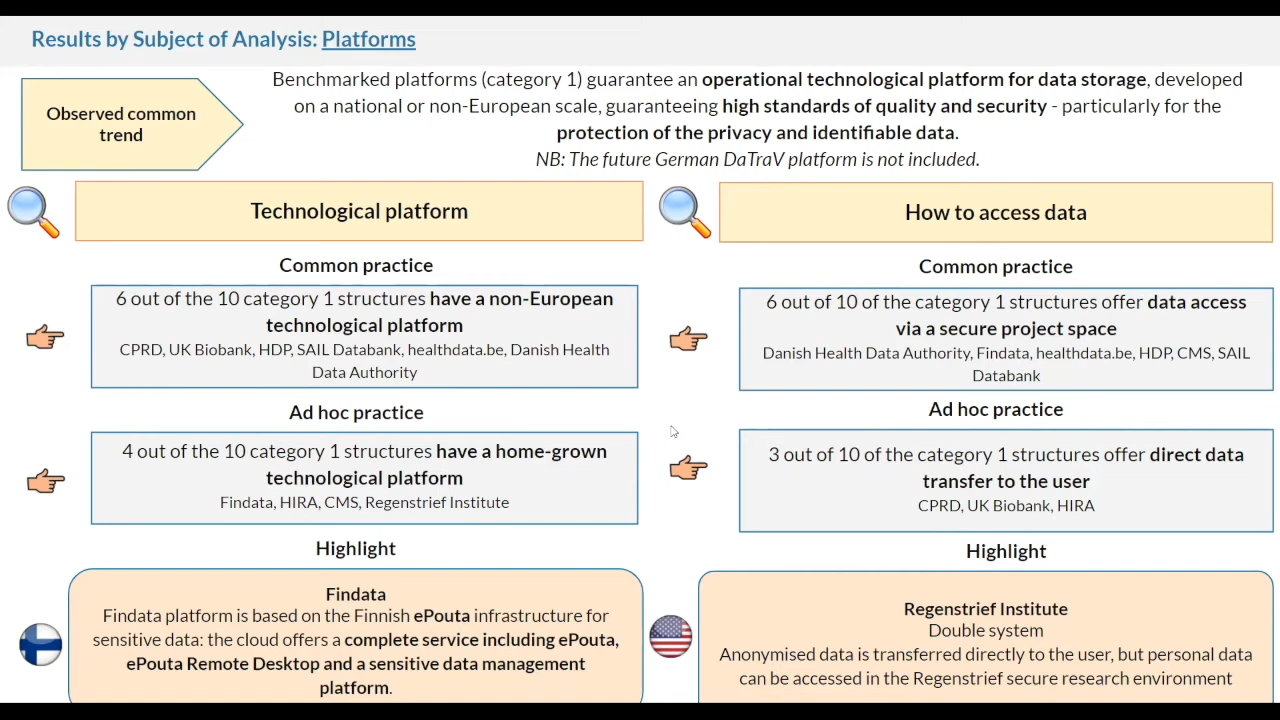 Results by Subject of Analysis: Platforms
Observed common
trend
Benchmarked platforms (category 1) guarantee an operational technological platform for data storage, developed
on a national or non-European scale, guaranteeing high standards of quality and security - particularly for the
protection of the privacy and identifiable data.
NB: The future German DaTraV platform is not included.
Technological platform
Common practice
6 out of the 10 category 1 structures have a non-European
technological platform
CPRD, UK Biobank, HDP, SAIL Databank, healthdata.be, Danish Health
Data Authority
Ad hoc practice
4 out of the 10 category 1 structures have a home-grown
technological platform
Findata, HIRA, CMS, Regenstrief Institute
Highlight
Findata
Findata platform is based on the Finnish ePouta infrastructure for
sensitive data: the cloud offers a complete service including ePouta,
ePouta Remote Desktop and a sensitive data management
platform.
How to access data
Common practice
6 out of 10 of the category 1 structures offer data access
via a secure project space
Danish Health Data Authority, Findata, healthdata.be, HDP, CMS, SAIL
Databank
Ad hoc practice
3 out of 10 of the category 1 structures offer direct data
transfer to the user
CPRD, UK Biobank, HIRA
Highlight
Regenstrief Institute
Double system
Anonymised data is transferred directly to the user, but personal data
can be accessed in the Regenstrief secure research environment